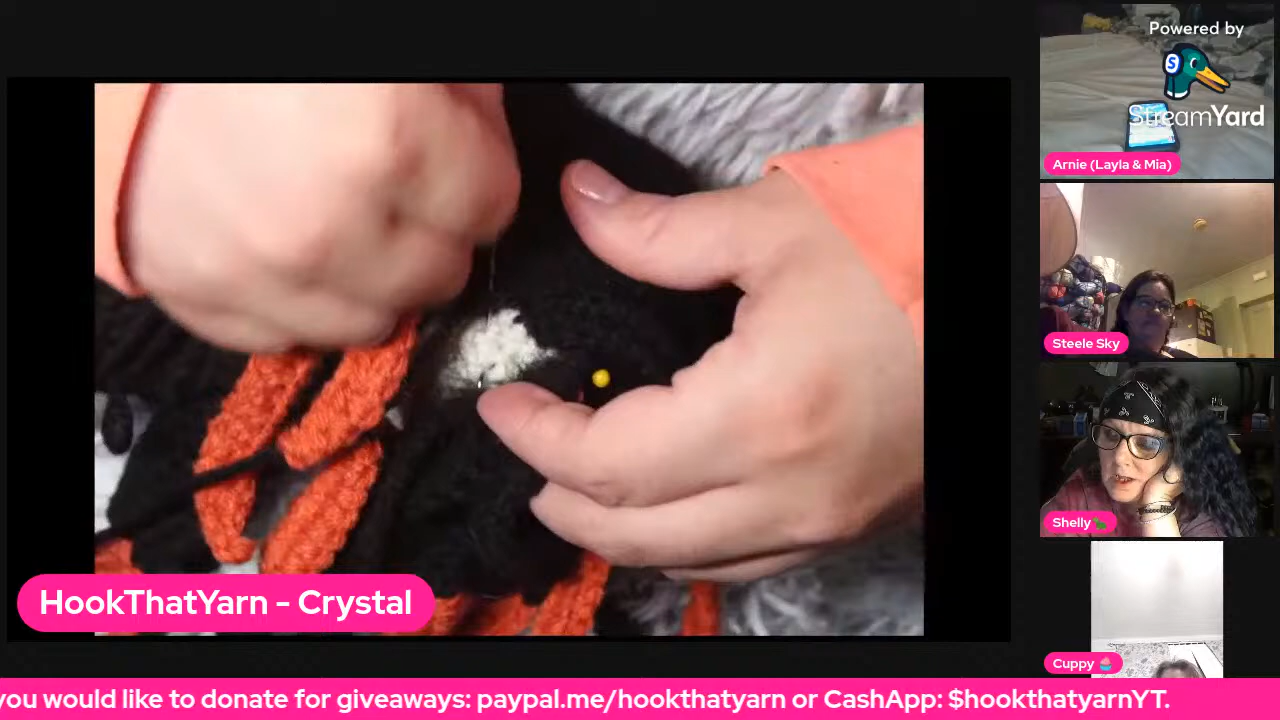 Powered by
StreamYard
Arnie (Layla & Mia)
Steele Sky
Shelly🦎
Cuppy 🧁
HookThatYarn - Crystal
you would like to donate for giveaways: paypal.me/hookthatyarn or CashApp: $hookthatyarnYT.